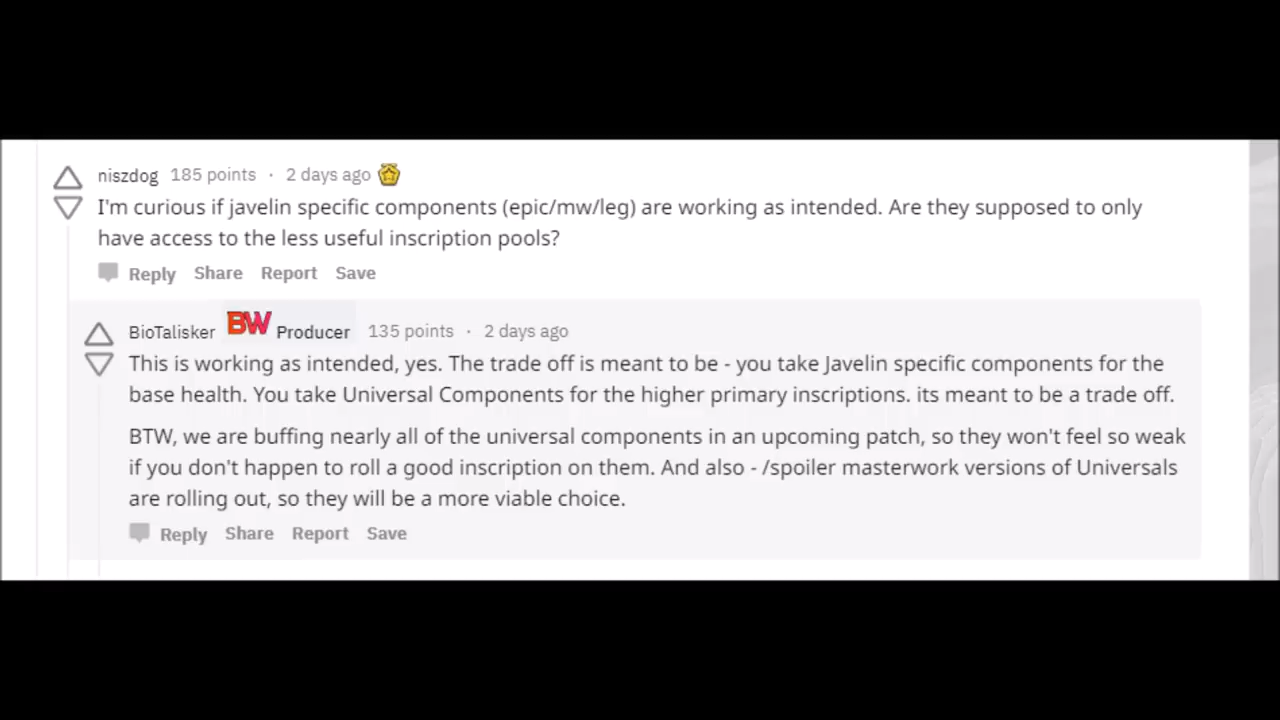 niszdog 185 points · 2 days ago
I'm curious if javelin specific components (epic/mw/leg) are working as intended. Are they supposed to only
have access to the less useful inscription pools?
Reply Share Report Save
BioTalisker BW Producer 135 points · 2 days ago
This is working as intended, yes. The trade off is meant to be - you take Javelin specific components for the
base health. You take Universal Components for the higher primary inscriptions. its meant to be a trade off.
BTW, we are buffing nearly all of the universal components in an upcoming patch, so they won't feel so weak
if you don't happen to roll a good inscription on them. And also - /spoiler masterwork versions of Universals
are rolling out, so they will be a more viable choice.
Reply Share Report Save